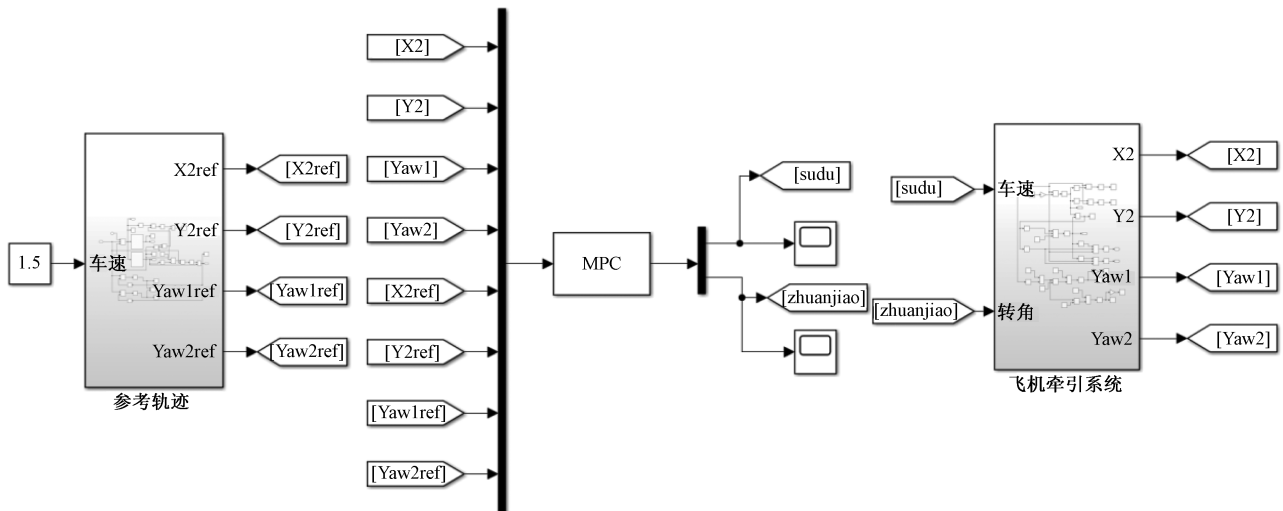 1.5
车速
X2ref
Y2ref
Yaw1ref
Yaw2ref
参考轨迹
[X2ref]
[Y2ref]
[Yaw1ref]
[Yaw2ref]
[X2]
[Y2]
[Yaw1]
[Yaw2]
[X2ref]
[Y2ref]
[Yaw1ref]
[Yaw2ref]
MPC
[sudu]
[zhuanjiao]
[sudu]
[zhuanjiao]
车速
转角
X2
Y2
Yaw1
Yaw2
飞机牵引系统
[X2]
[Y2]
[Yaw1]
[Yaw2]